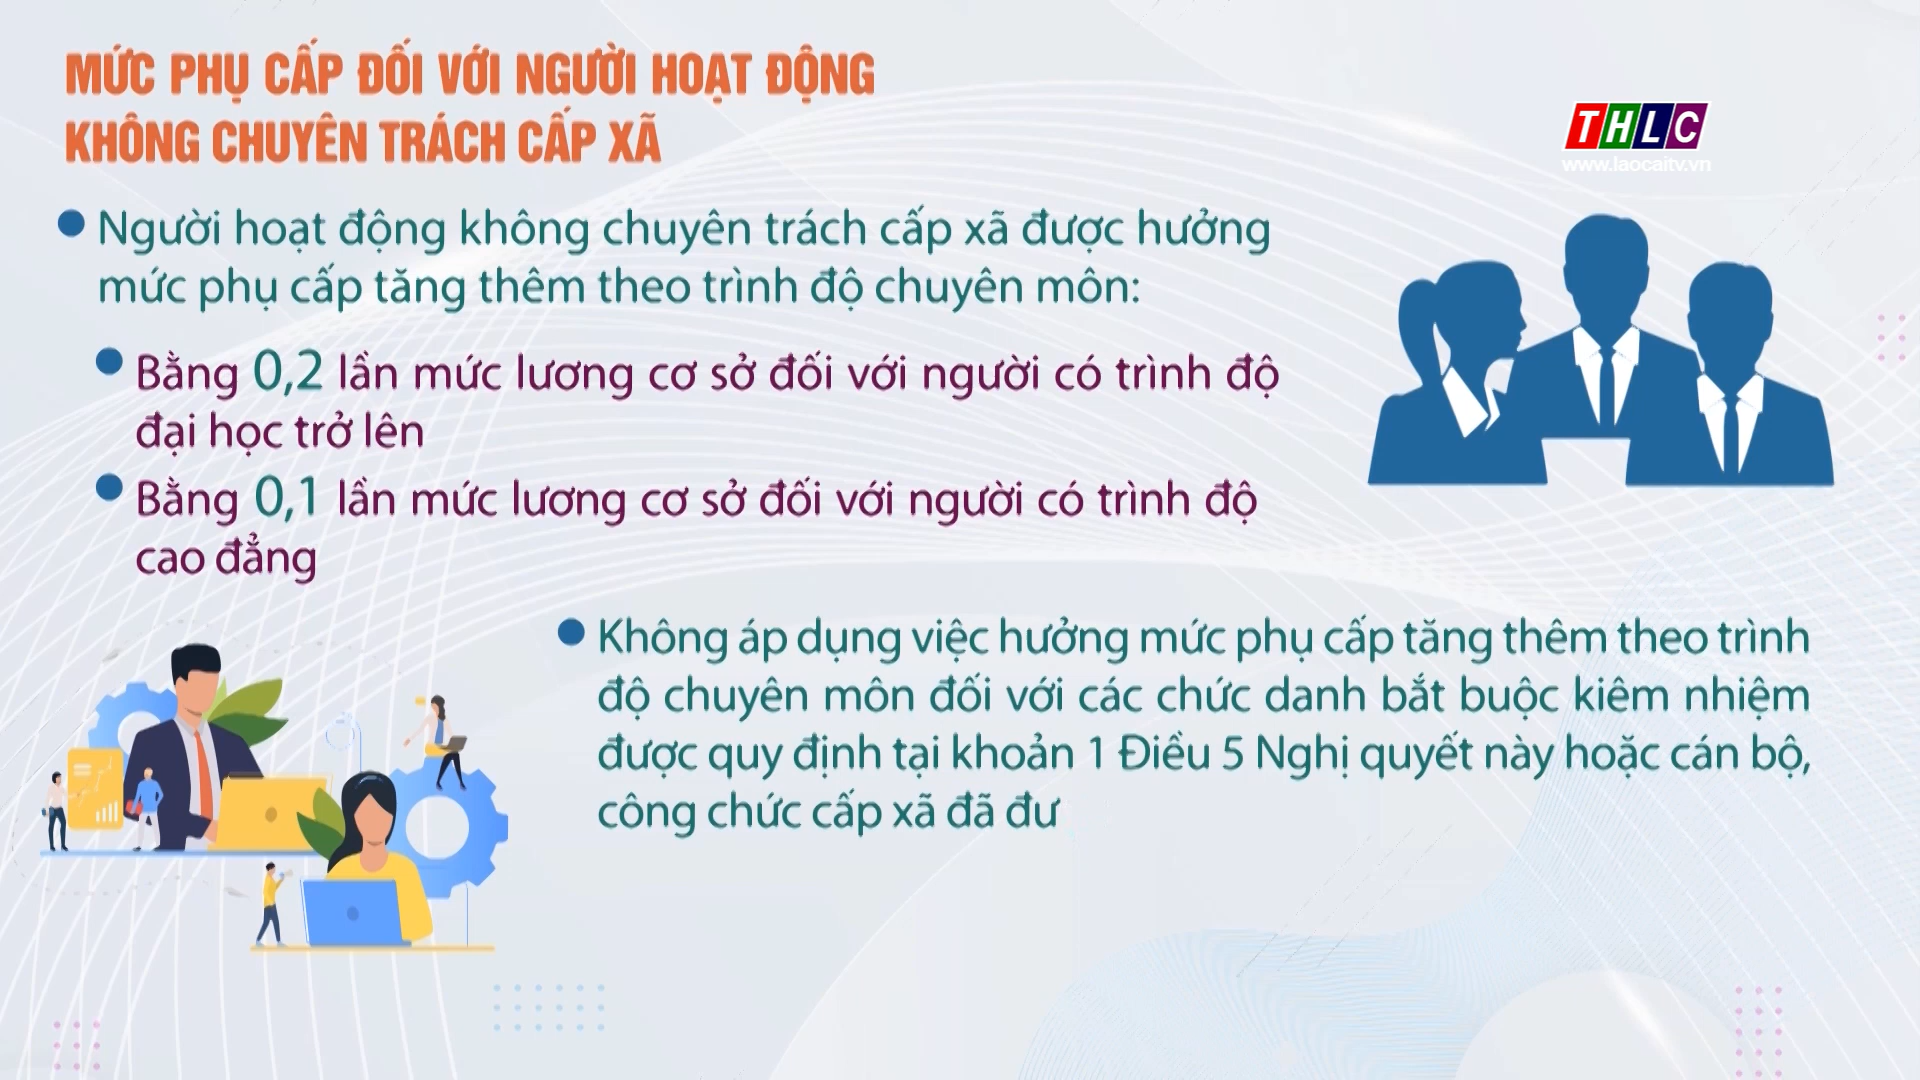 MỨC PHỤ CẤP ĐỐI VỚI NGƯỜI HOẠT ĐỘNG
KHÔNG CHUYÊN TRÁCH CẤP XÃ
THLC
www.laocaitv.vn
Người hoạt động không chuyên trách cấp xã được hưởng
mức phụ cấp tăng thêm theo trình độ chuyên môn:
Bằng 0,2 lần mức lương cơ sở đối với người có trình độ
đại học trở lên
Bằng 0,1 lần mức lương cơ sở đối với người có trình độ
cao đẳng
Không áp dụng việc hưởng mức phụ cấp tăng thêm theo trình
độ chuyên môn đối với các chức danh bắt buộc kiêm nhiệm
được quy định tại khoản 1 Điều 5 Nghị quyết này hoặc cán bộ,
công chức cấp xã đã đư